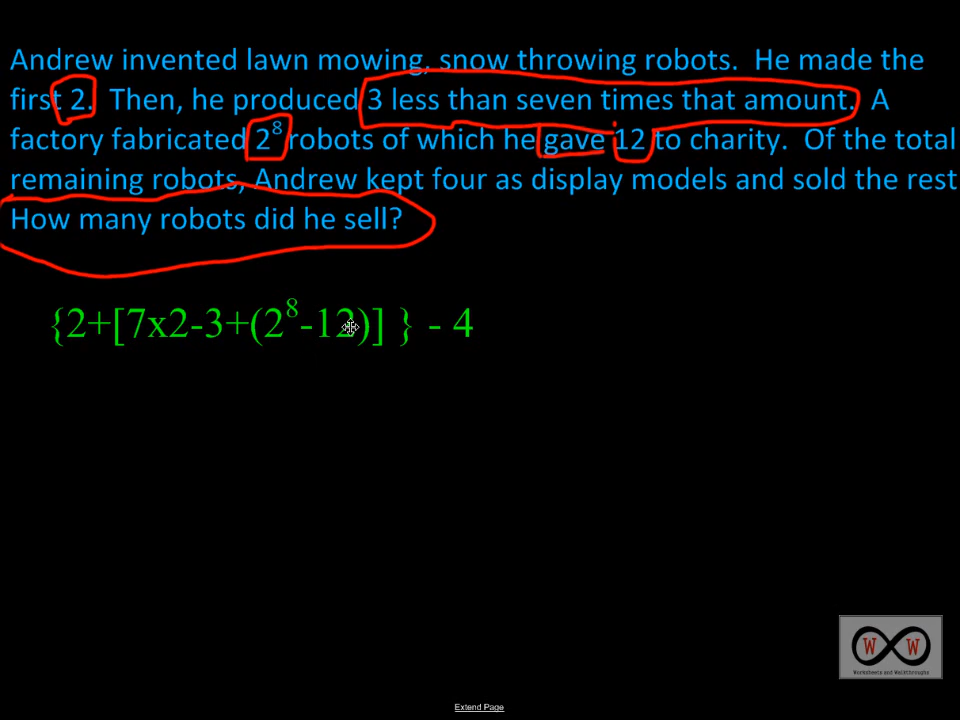 Andrew invented lawn mowing, snow throwing robots. He made the
first 2. Then, he produced 3 less than seven times that amount. A
factory fabricated 2⁸ robots of which he gave 12 to charity. Of the total
remaining robots, Andrew kept four as display models and sold the rest
How many robots did he sell?
{2+[7x2-3+(2⁸-12)] } - 4
W W
Worksheets and Walkthroughs
Extend Page